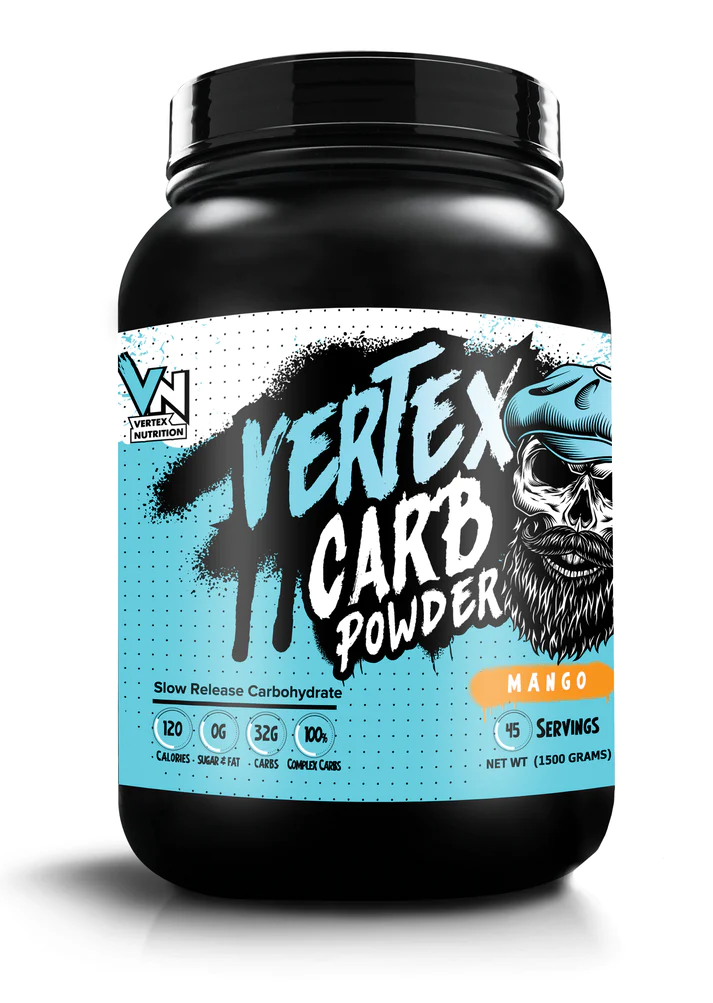 VN
VERTEX
NUTRITION
VERTEX
CARB
POWDER
MANGO
Slow Release Carbohydrate
120 0G 32G 100%
CALORIES - SUGAR & FAT - CARBS COMPLEX CARBS
45 SERVINGS
NET WT (1500 GRAMS)